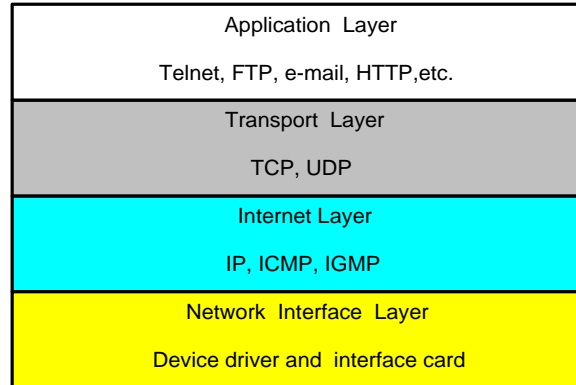 Application Layer
Telnet, FTP, e-mail, HTTP,etc.
Transport Layer
TCP, UDP
Internet Layer
IP, ICMP, IGMP
Network Interface Layer
Device driver and interface card